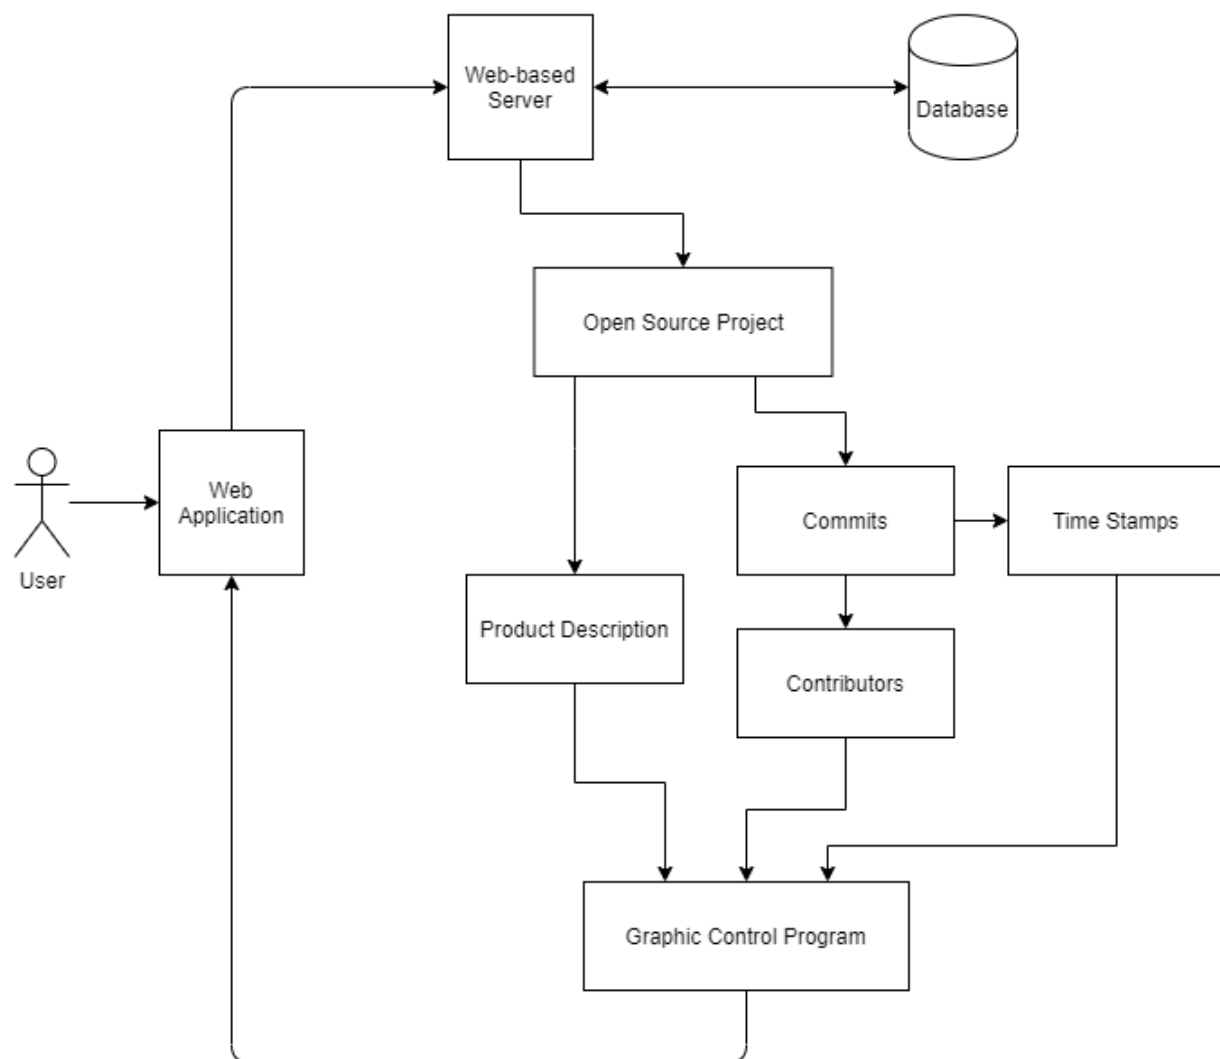 Web-based
Server
Database
Open Source Project
Web
Application
User
Commits
Time Stamps
Product Description
Contributors
Graphic Control Program